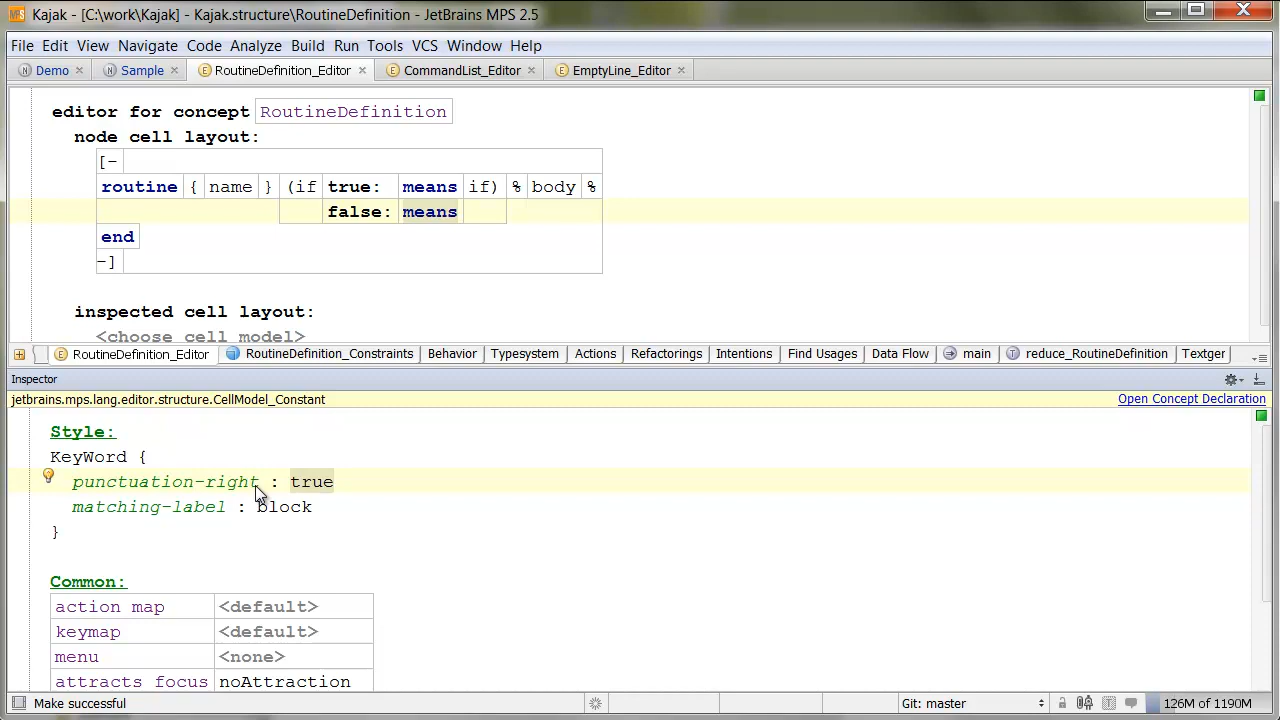 Kajak - [C:\work\Kajak] - Kajak.structure\RoutineDefinition - JetBrains MPS 2.5
File Edit View Navigate Code Analyze Build Run Tools VCS Window Help
Demo Sample RoutineDefinition_Editor CommandList_Editor EmptyLine_Editor
editor for concept RoutineDefinition
node cell layout:
[-
routine { name } (if true: means if) % body %
false: means
end
-]
inspected cell layout:
<choose cell model>
RoutineDefinition_Editor RoutineDefinition_Constraints Behavior Typesystem Actions Refactorings Intentions Find Usages Data Flow main reduce_RoutineDefinition Textger
Inspector
jetbrains.mps.lang.editor.structure.CellModel_Constant Open Concept Declaration
Style:
KeyWord {
punctuation-right : true
matching-label : block
}
Common:
action map <default>
keymap <default>
menu <none>
attracts focus noAttraction
Make successful Git: master 126M of 1190M